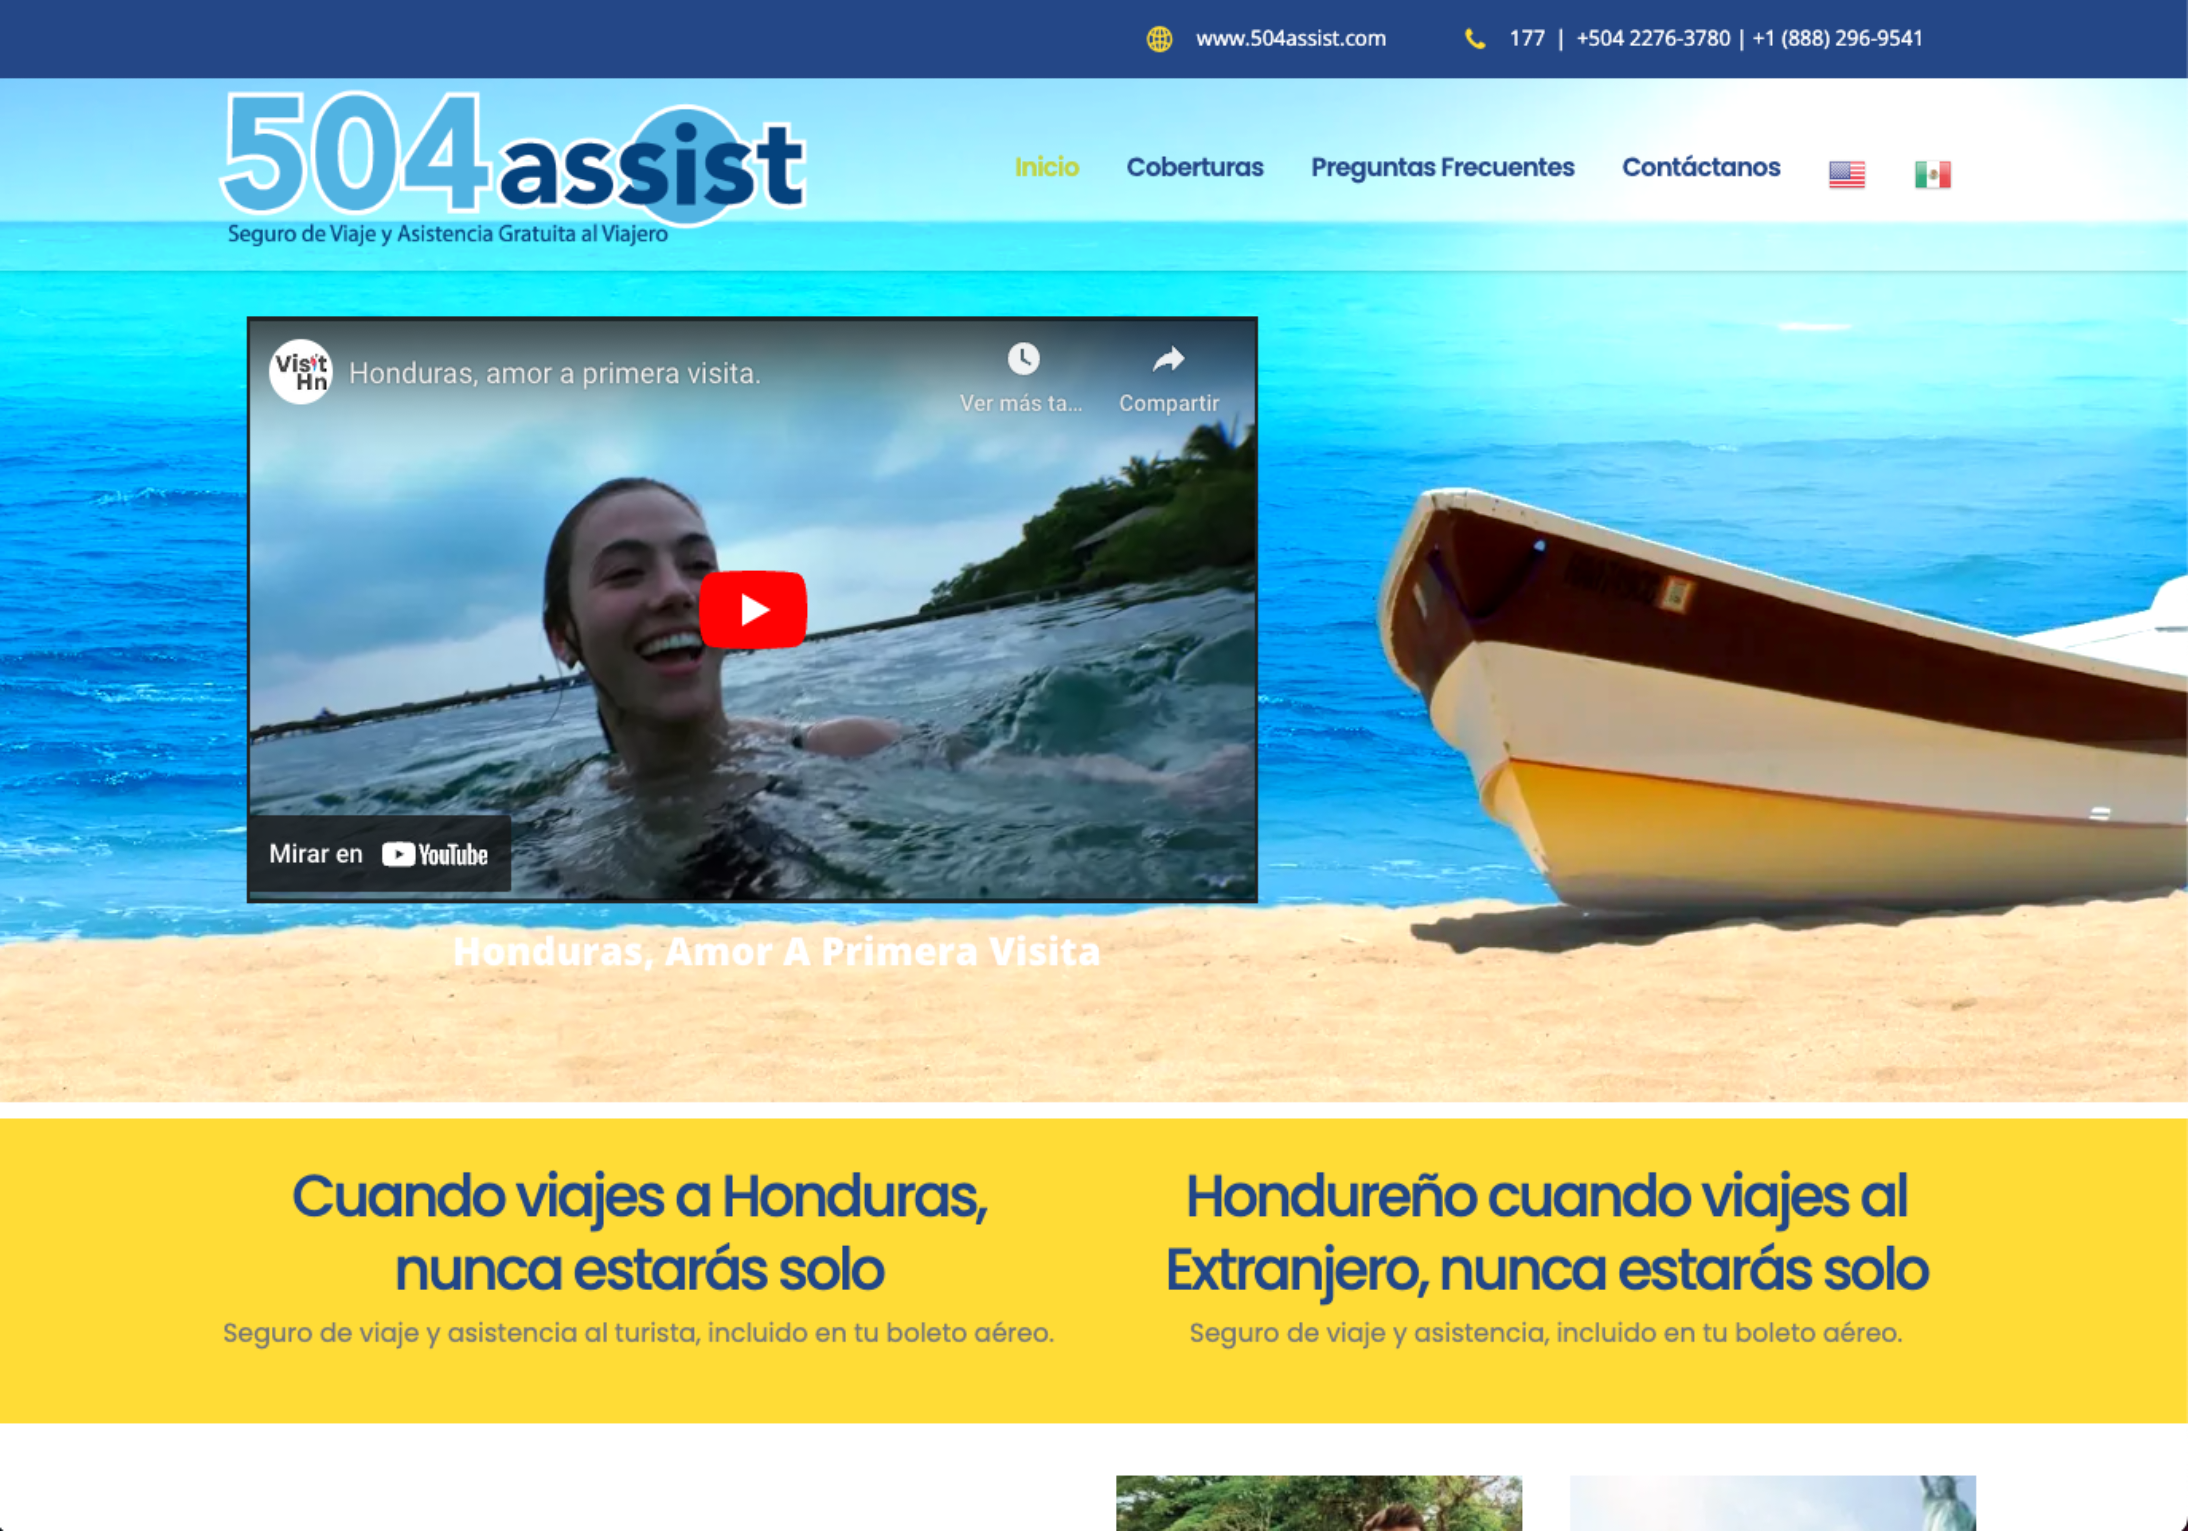 www.504assist.com
177 | +504 2276-3780 | +1 (888) 296-9541
504assist
Seguro de Viaje y Asistencia Gratuita al Viajero
Inicio
Coberturas
Preguntas Frecuentes
Contáctanos
Visit
Hn
Honduras, amor a primera visita.
Ver más ta...
Compartir
Mirar en YouTube
Honduras, Amor A Primera Visita
Cuando viajes a Honduras,
nunca estarás solo
Seguro de viaje y asistencia al turista, incluido en tu boleto aéreo.
Hondureño cuando viajes al
Extranjero, nunca estarás solo
Seguro de viaje y asistencia, incluido en tu boleto aéreo.